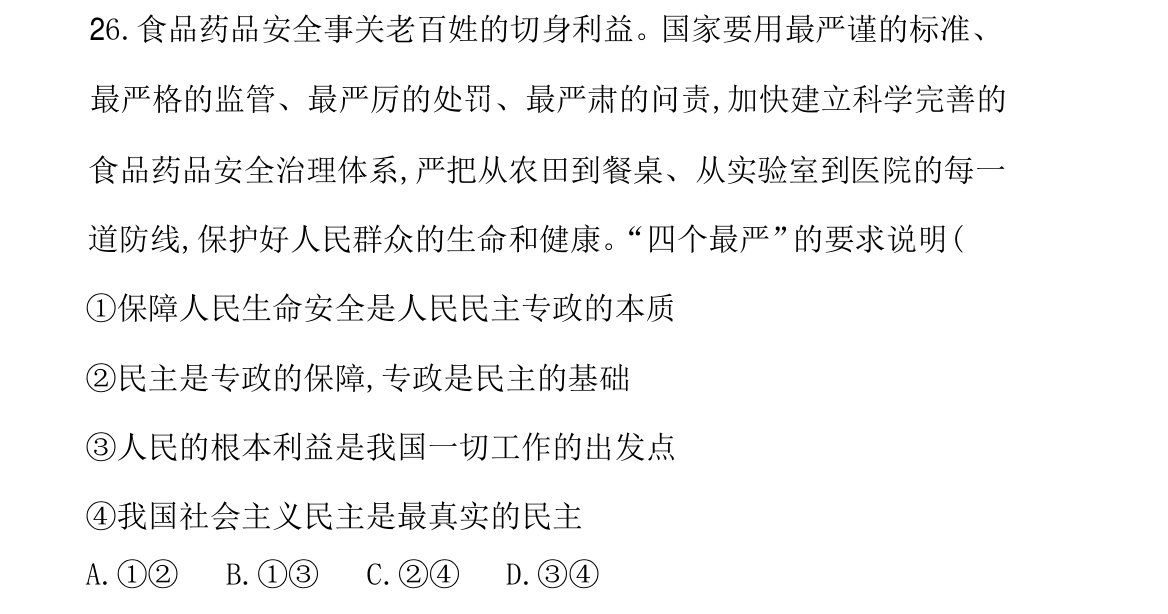 26.食品药品安全事关老百姓的切身利益。国家要用最严谨的标准、
最严格的监管、最严厉的处罚、最严肃的问责,加快建立科学完善的
食品药品安全治理体系,严把从农田到餐桌、从实验室到医院的每一
道防线,保护好人民群众的生命和健康。“四个最严”的要求说明(
①保障人民生命安全是人民民主专政的本质
②民主是专政的保障,专政是民主的基础
③人民的根本利益是我国一切工作的出发点
④我国社会主义民主是最真实的民主
A.①② B.①③ C.②④ D.③④